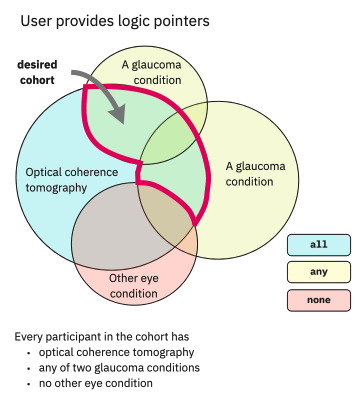 User provides logic pointers
desired
cohort
A glaucoma
condition
Optical coherence
tomography
A glaucoma
condition
Other eye
condition
all
any
none
Every participant in the cohort has
• optical coherence tomography
• any of two glaucoma conditions
• no other eye condition